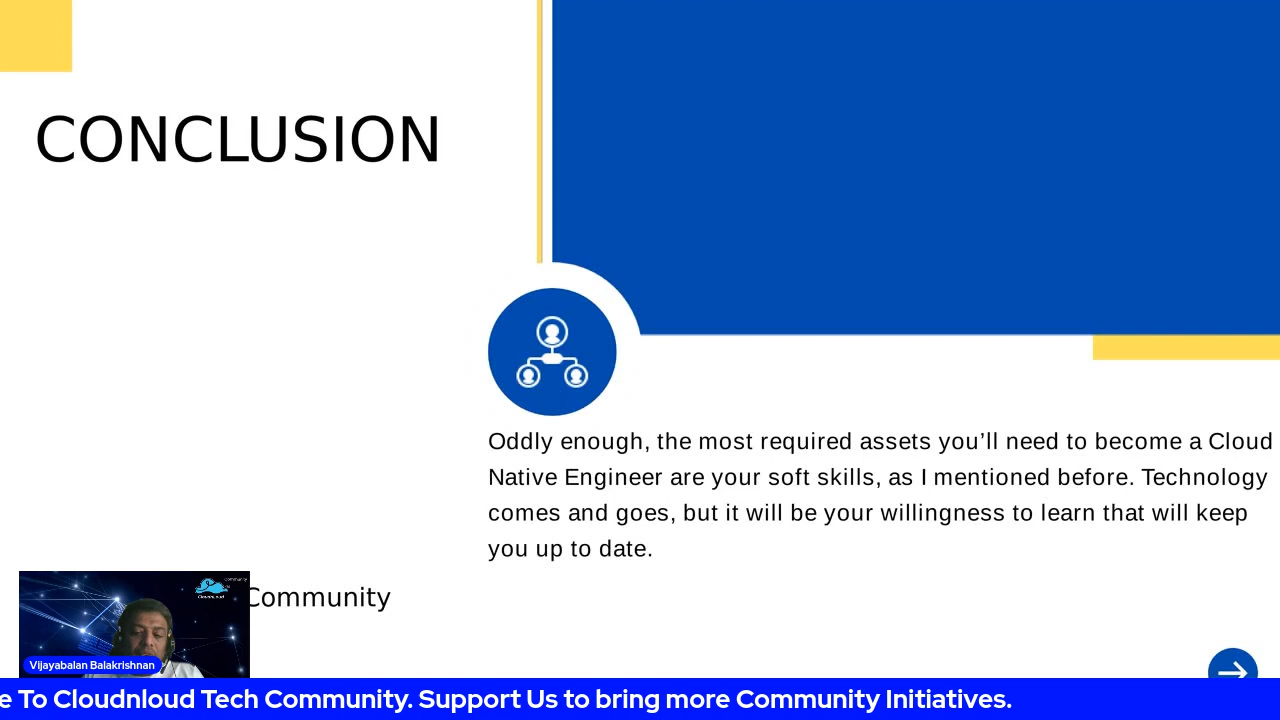 CONCLUSION
Oddly enough, the most required assets you’ll need to become a Cloud
Native Engineer are your soft skills, as I mentioned before. Technology
comes and goes, but it will be your willingness to learn that will keep
you up to date.
Community
community
Cloudnloud
Vijayabalan Balakrishnan
e To Cloudnloud Tech Community. Support Us to bring more Community Initiatives.